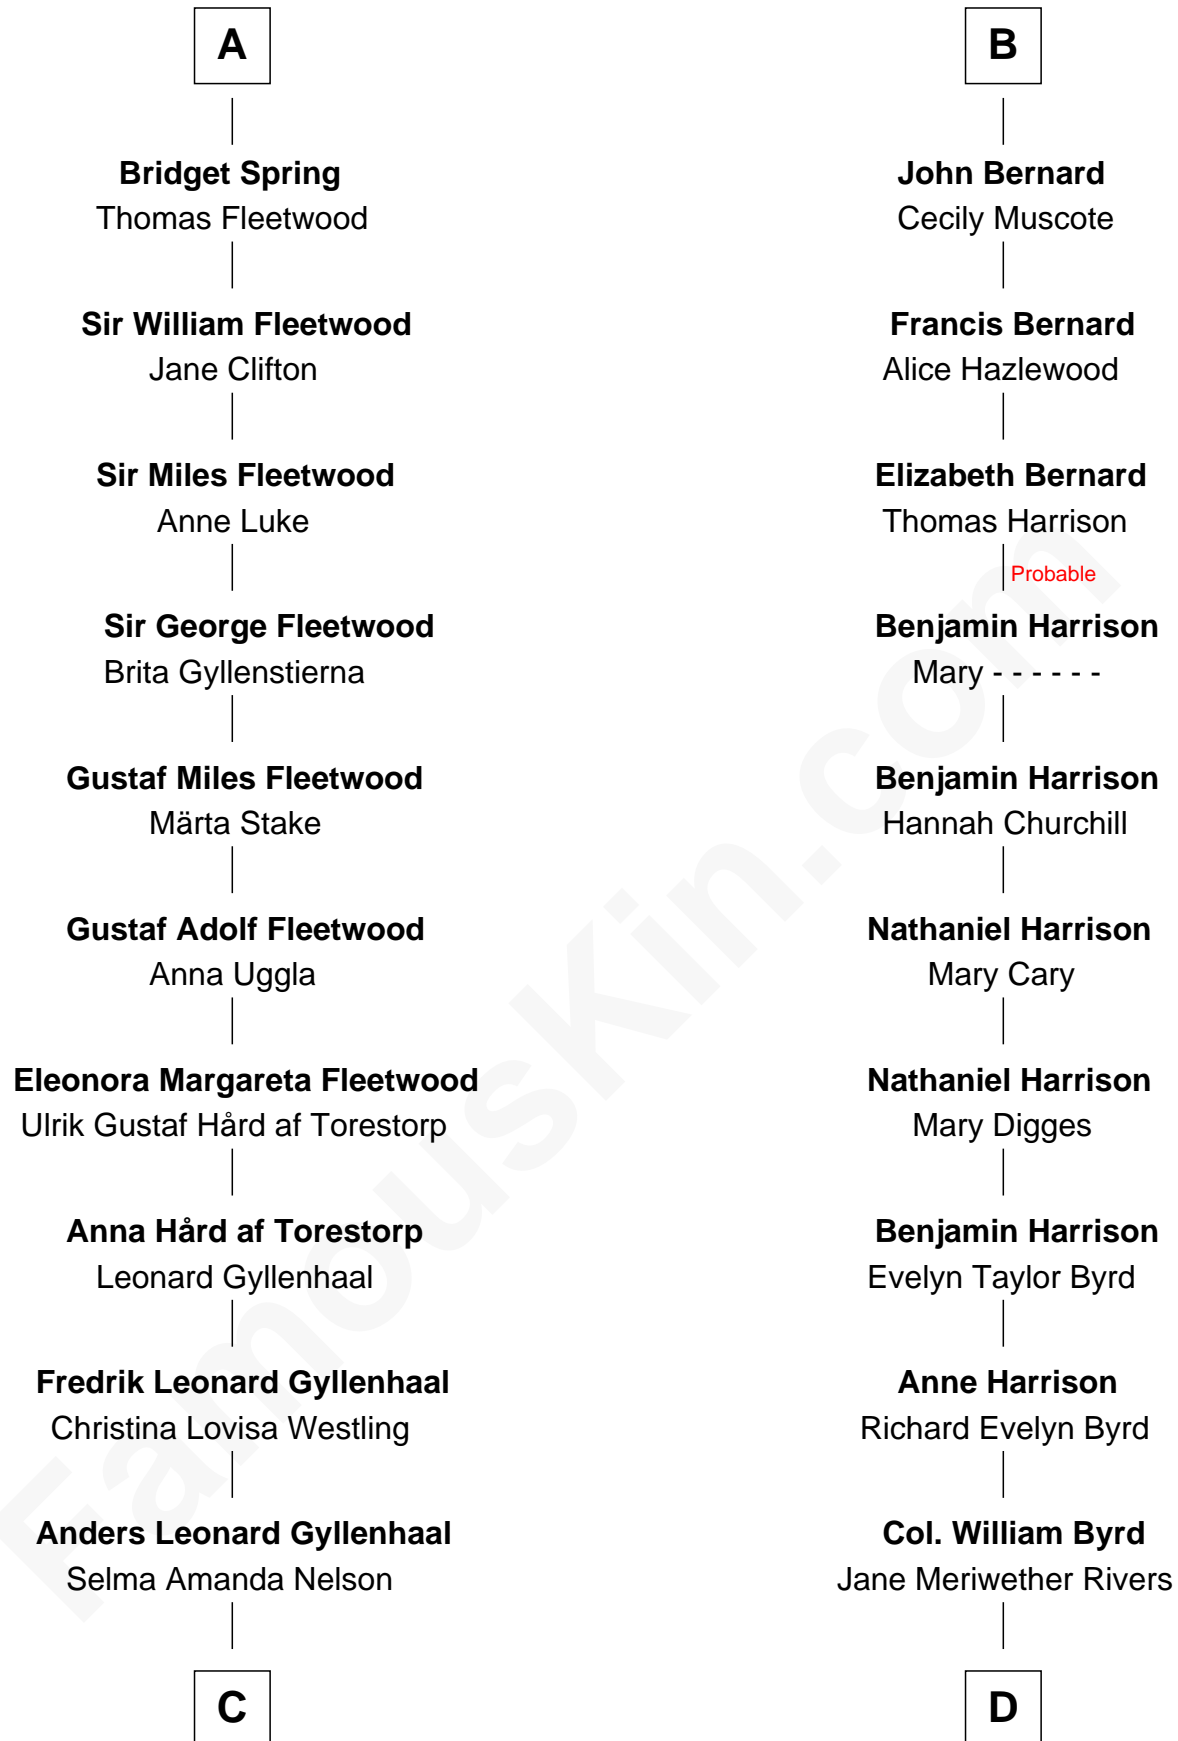 A
Bridget Spring
Thomas Fleetwood
Sir William Fleetwood
Jane Clifton
Sir Miles Fleetwood
Anne Luke
Sir George Fleetwood
Brita Gyllenstierna
Gustaf Miles Fleetwood
Märta Stake
Gustaf Adolf Fleetwood
Anna Uggla
Eleonora Margareta Fleetwood
Ulrik Gustaf Hård af Torestorp
Anna Hård af Torestorp
Leonard Gyllenhaal
Fredrik Leonard Gyllenhaal
Christina Lovisa Westling
Anders Leonard Gyllenhaal
Selma Amanda Nelson
C
B
John Bernard
Cecily Muscote
Francis Bernard
Alice Hazlewood
Elizabeth Bernard
Thomas Harrison
Probable
Benjamin Harrison
Mary - - - - - -
Benjamin Harrison
Hannah Churchill
Nathaniel Harrison
Mary Cary
Nathaniel Harrison
Mary Digges
Benjamin Harrison
Evelyn Taylor Byrd
Anne Harrison
Richard Evelyn Byrd
Col. William Byrd
Jane Meriwether Rivers
D
FamousKin.com